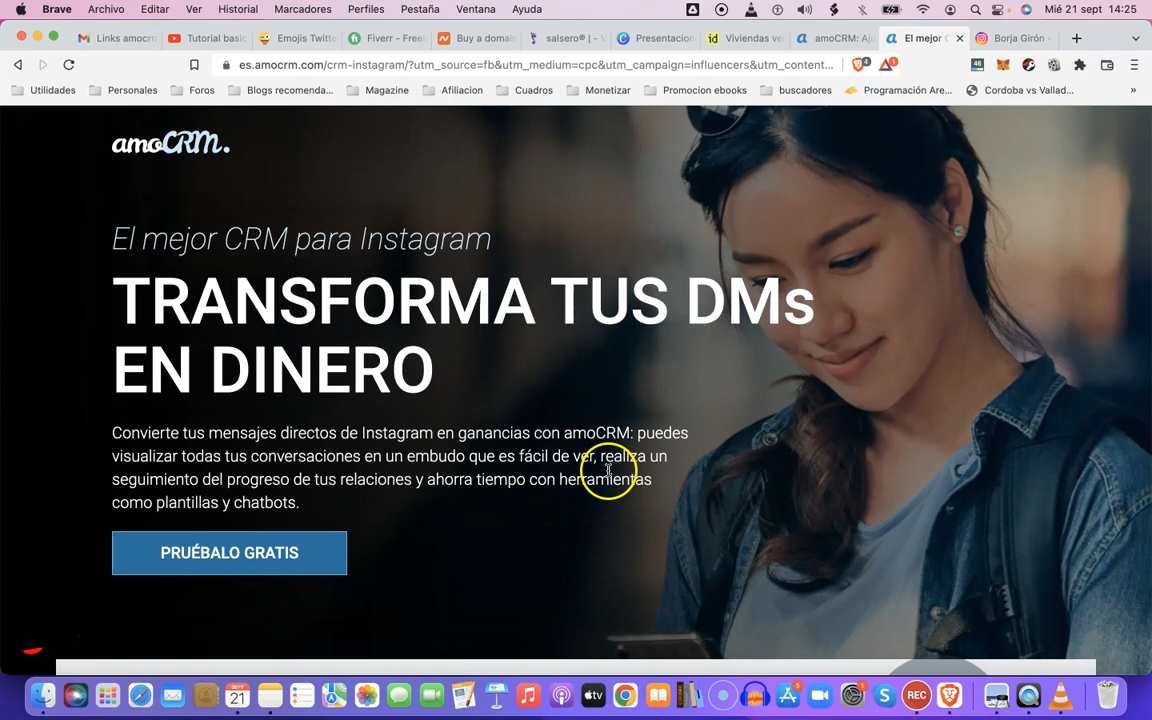 Brave Archivo Editar Ver Historial Marcadores Perfiles Pestaña Ventana Ayuda Mié 21 sept 14:25
Links amocrm Tutorial basic Emojis Twitte Fiverr - Free Buy a domain salsero® | - Presentacion Viviendas ve amoCRM: Aju El mejor C Borja Girón
es.amocrm.com/crm-instagram/?utm_source=fb&utm_medium=cpc&utm_campaign=influencers&utm_content...
Utilidades Personales Foros Blogs recomenda... Magazine Afiliacion Cuadros Monetizar Promocion ebooks buscadores Programación Are... Cordoba vs Vallad... »
amoCRM.
El mejor CRM para Instagram
TRANSFORMA TUS DMs
EN DINERO
Convierte tus mensajes directos de Instagram en ganancias con amoCRM: puedes
visualizar todas tus conversaciones en un embudo que es fácil de ver, realiza un
seguimiento del progreso de tus relaciones y ahorra tiempo con herramientas
como plantillas y chatbots.
PRUÉBALO GRATIS
SEPT 21 tv REC